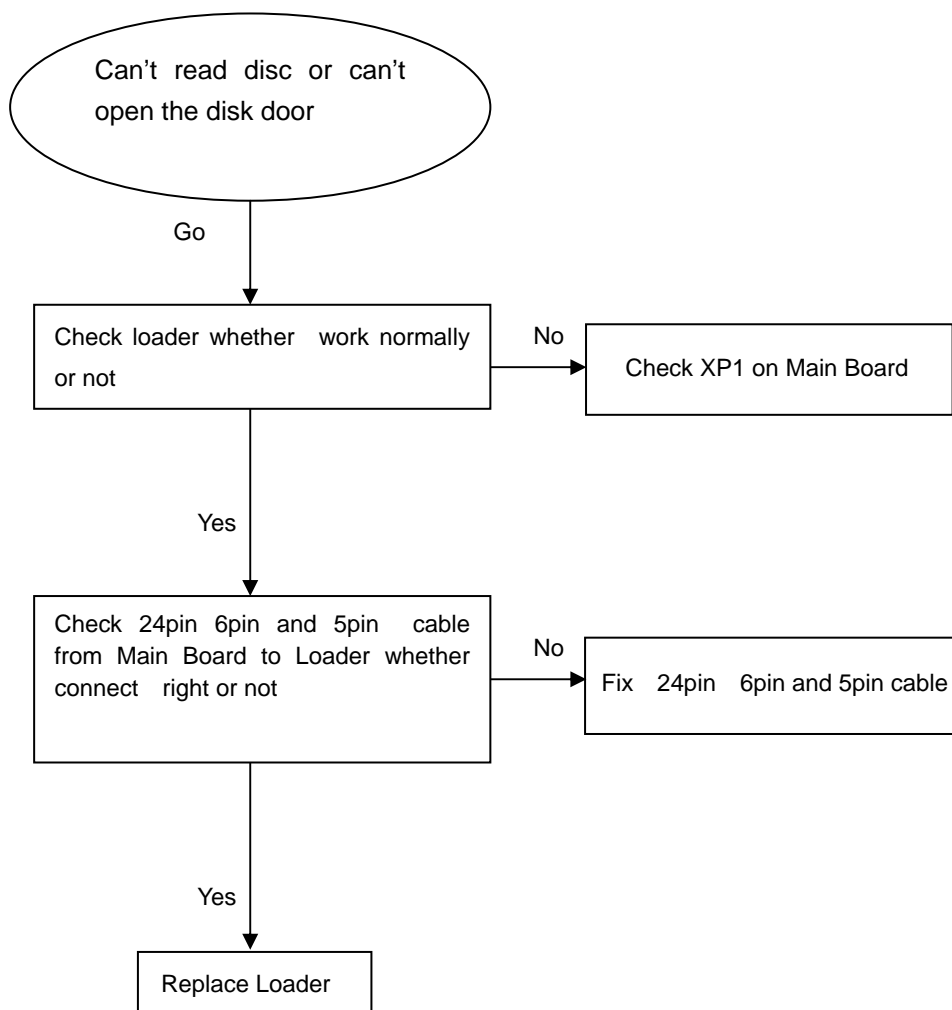 Can't read disc or can't
open the disk door
Go
Check loader whether work normally
or not
No
Check XP1 on Main Board
Yes
Check 24pin 6pin and 5pin cable
from Main Board to Loader whether
connect right or not
No
Fix 24pin 6pin and 5pin cable
Yes
Replace Loader